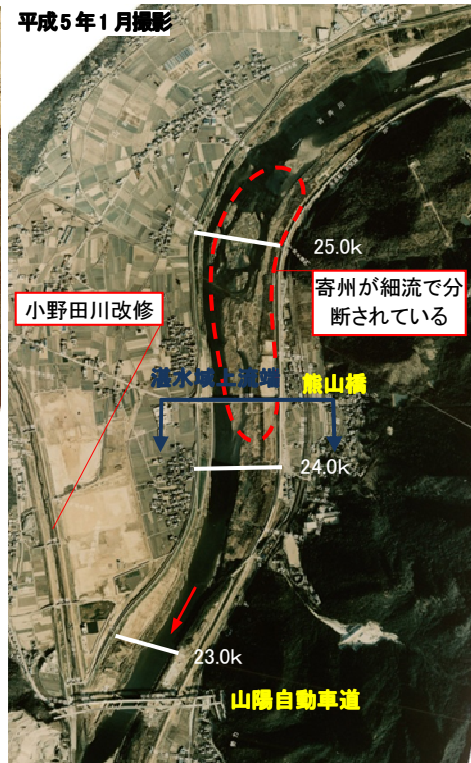 平成5年1月撮影
25.0k
寄州が細流で分
断されている
小野田川改修
湛水域上流端
熊山橋
24.0k
23.0k
山陽自動車道